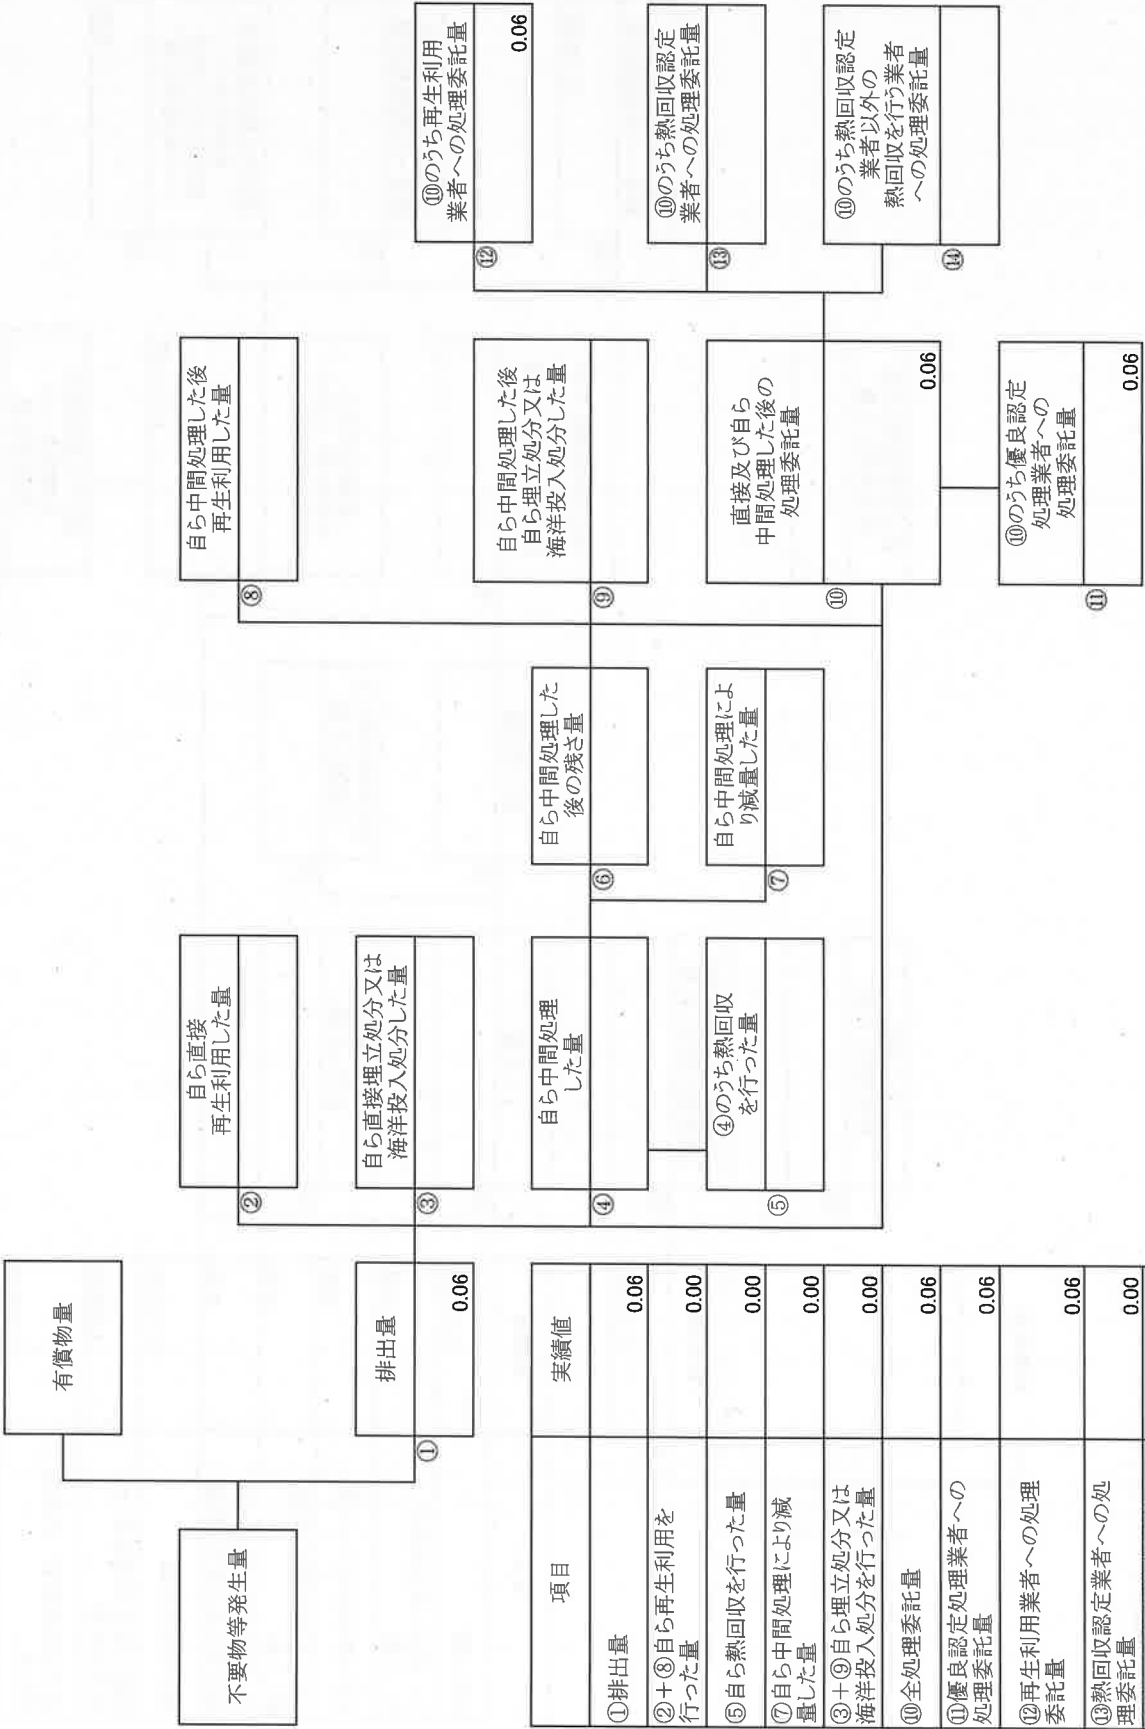 不要物等発生量
有償物量
①
排出量
0.06
②
自ら直接
再生利用した量
③
自ら直接埋立処分又は
海洋投入処分した量
④
自ら中間処理
した量
⑤
④のうち熱回収
を行った量
⑥
自ら中間処理した
後の残さ量
⑦
自ら中間処理によ
り減量した量
⑧
自ら中間処理した後
再生利用した量
⑨
自ら中間処理した後
自ら埋立処分又は
海洋投入処分した量
⑩
直接及び自ら
中間処理した後の
処理委託量
0.06
⑪
⑩のうち優良認定
処理業者への
処理委託量
0.06
⑫
⑩のうち再生利用
業者への処理委託量
0.06
⑬
⑩のうち熱回収認定
業者への処理委託量
⑭
⑩のうち熱回収認定
業者以外の
熱回収を行う業者
への処理委託量
項目 実績値
①排出量 0.06
②+⑧自ら再生利用を
行った量 0.00
⑤自ら熱回収を行った量 0.00
⑦自ら中間処理により減
量した量 0.00
③+⑨自ら埋立処分又は
海洋投入処分を行った量 0.00
⑩全処理委託量 0.06
⑪優良認定処理業者への
処理委託量 0.06
⑫再生利用業者への処理
委託量 0.06
⑬熱回収認定業者への処
理委託量 0.00